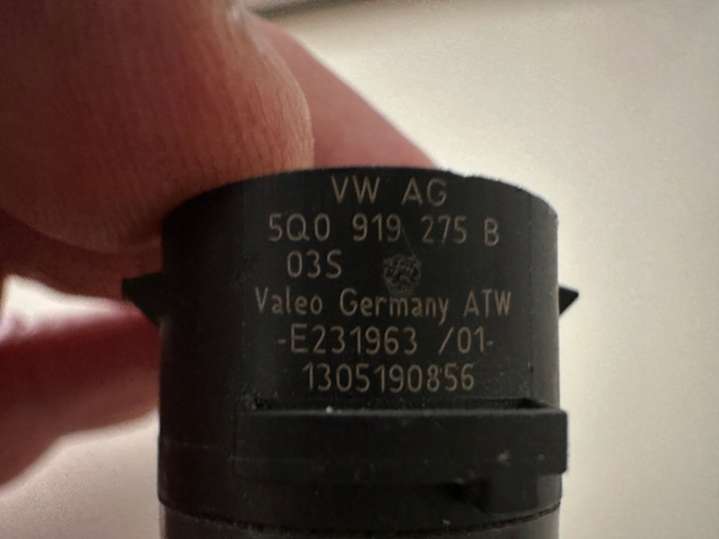 VW AG
5Q0 919 275 B
03S
Valeo Germany ATW
-E231963 /01-
1305190856